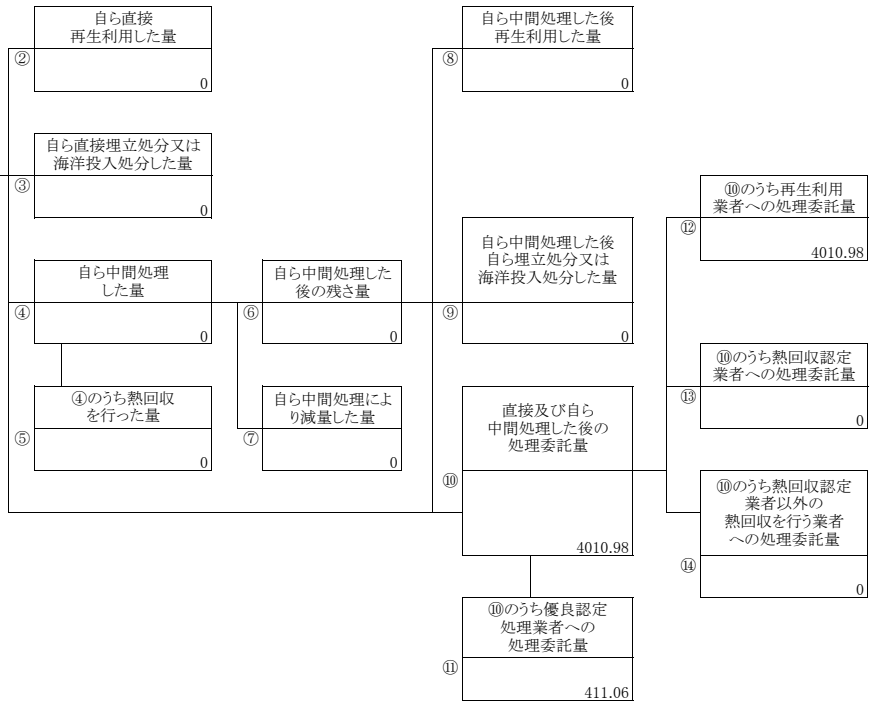 自ら直接
再生利用した量
②
0
自ら直接埋立処分又は
海洋投入処分した量
③
0
自ら中間処理
した量
④
0
④のうち熱回収
を行った量
⑤
0
自ら中間処理した
後の残さ量
⑥
0
自ら中間処理によ
り減量した量
⑦
0
自ら中間処理した後
再生利用した量
⑧
0
自ら中間処理した後
自ら埋立処分又は
海洋投入処分した量
⑨
0
直接及び自ら
中間処理した後の
処理委託量
⑩
4010.98
⑩のうち優良認定
処理業者への
処理委託量
⑪
411.06
⑩のうち再生利用
業者への処理委託量
⑫
4010.98
⑩のうち熱回収認定
業者への処理委託量
⑬
0
⑩のうち熱回収認定
業者以外の
熱回収を行う業者
への処理委託量
⑭
0